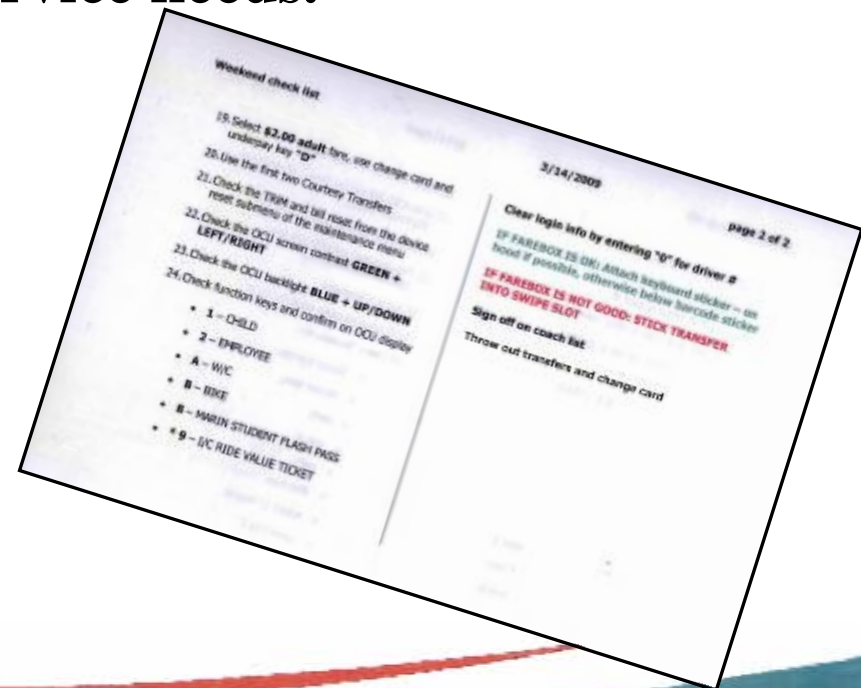 Weekend check list
19. Select $2.00 adult fare, use change card and
underpay key "D"
20. Use the first two Courtesy Transfers
21. Check the TRIM and bill reset from the device
reset submenu of the maintenance menu
22. Check the OCU screen contrast GREEN +
LEFT/RIGHT
23. Check the OCU backlight BLUE + UP/DOWN
24. Check function keys and confirm on OCU display
• 1 – CHILD
• 2 – EMPLOYEE
• A – W/C
• B – BIKE
• 8 – MARIN STUDENT FLASH PASS
• * 9 – I/C RIDE VALUE TICKET
3/14/2009
page 2 of 2
Clear login info by entering "0" for driver #
IF FAREBOX IS OK: Attach keyboard sticker – on
hood if possible, otherwise below barcode sticker
IF FAREBOX IS NOT GOOD: STICK TRANSFER
INTO SWIPE SLOT
Sign off on coach list
Throw out transfers and change card